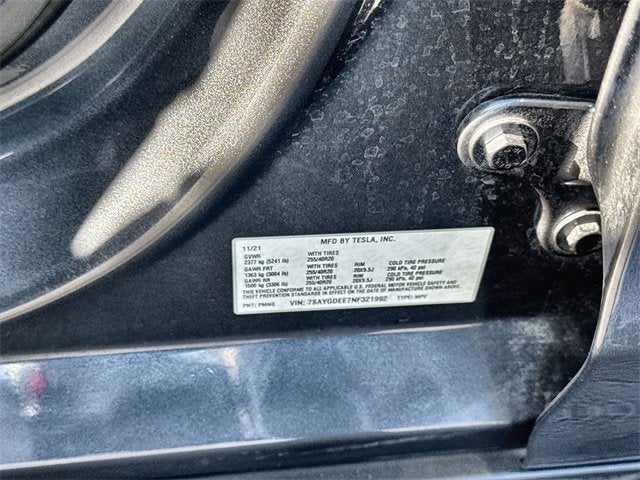 MFD BY TESLA, INC.
11/21
GVWR WITH TIRES
2377 kg (5241 lb) 255/40R20
GAWR FRT WITH TIRES RIM COLD TIRE PRESSURE
1363 kg (3004 lb) 255/40R20 20X9.5J 290 kPa, 42 psi
GAWR RR WITH TIRES RIM COLD TIRE PRESSURE
1500 kg (3306 lb) 255/40R20 20X9.5J 290 kPa, 42 psi
THIS VEHICLE CONFORMS TO ALL APPLICABLE U.S. FEDERAL MOTOR VEHICLE SAFETY AND
THEFT PREVENTION STANDARDS IN EFFECT ON THE DATE OF MANUFACTURE SHOWN ABOVE.
PNT: PMNG VIN: 7SAYGDEE7NF321992 TYPE: MPV